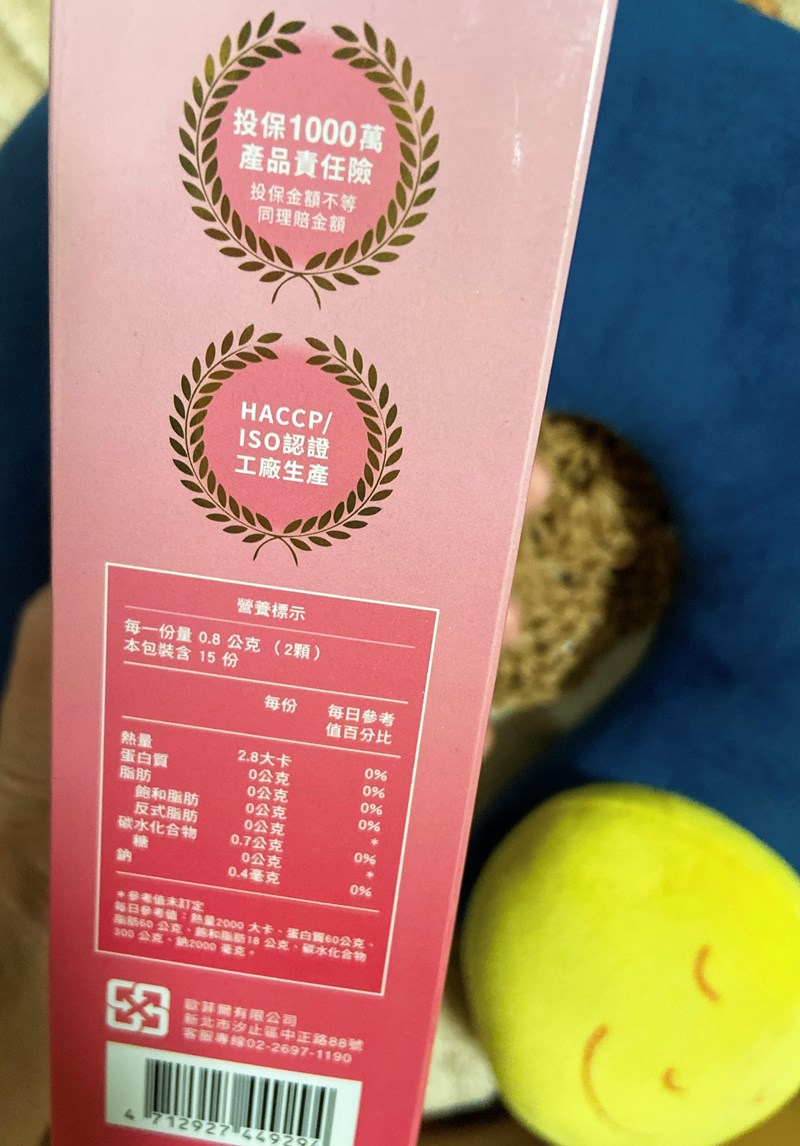 投保1000萬
產品責任險
投保金額不等
同理賠金額
HACCP/
ISO認證
工廠生產
營養標示
每一份量 0.8 公克 （2顆）
本包裝含 15 份
每份 每日參考
值百分比
熱量 2.8大卡 0%
蛋白質 0公克 0%
脂肪 0公克 0%
飽和脂肪 0公克 0%
反式脂肪 0公克 *
碳水化合物 0.7公克 0%
糖 0公克 *
鈉 0.4毫克 0%
*參考值未訂定
每日參考值：熱量2000 大卡、蛋白質60公克、
脂肪60 公克、飽和脂肪18 公克、碳水化合物
300 公克、鈉2000 毫克。
歐菲爾有限公司
新北市汐止區中正路88號
客服專線02-2697-1190
4 712927 449294